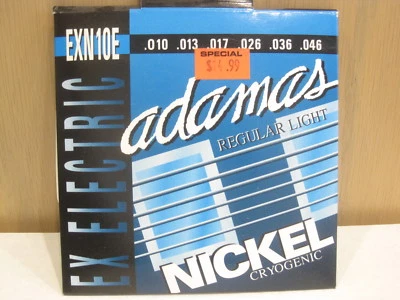 EXN10E
.010 .013 .017 .026 .036 .046
SPECIAL
adamas
REGULAR LIGHT
EX ELECTRIC
NICKEL
CRYOGENIC